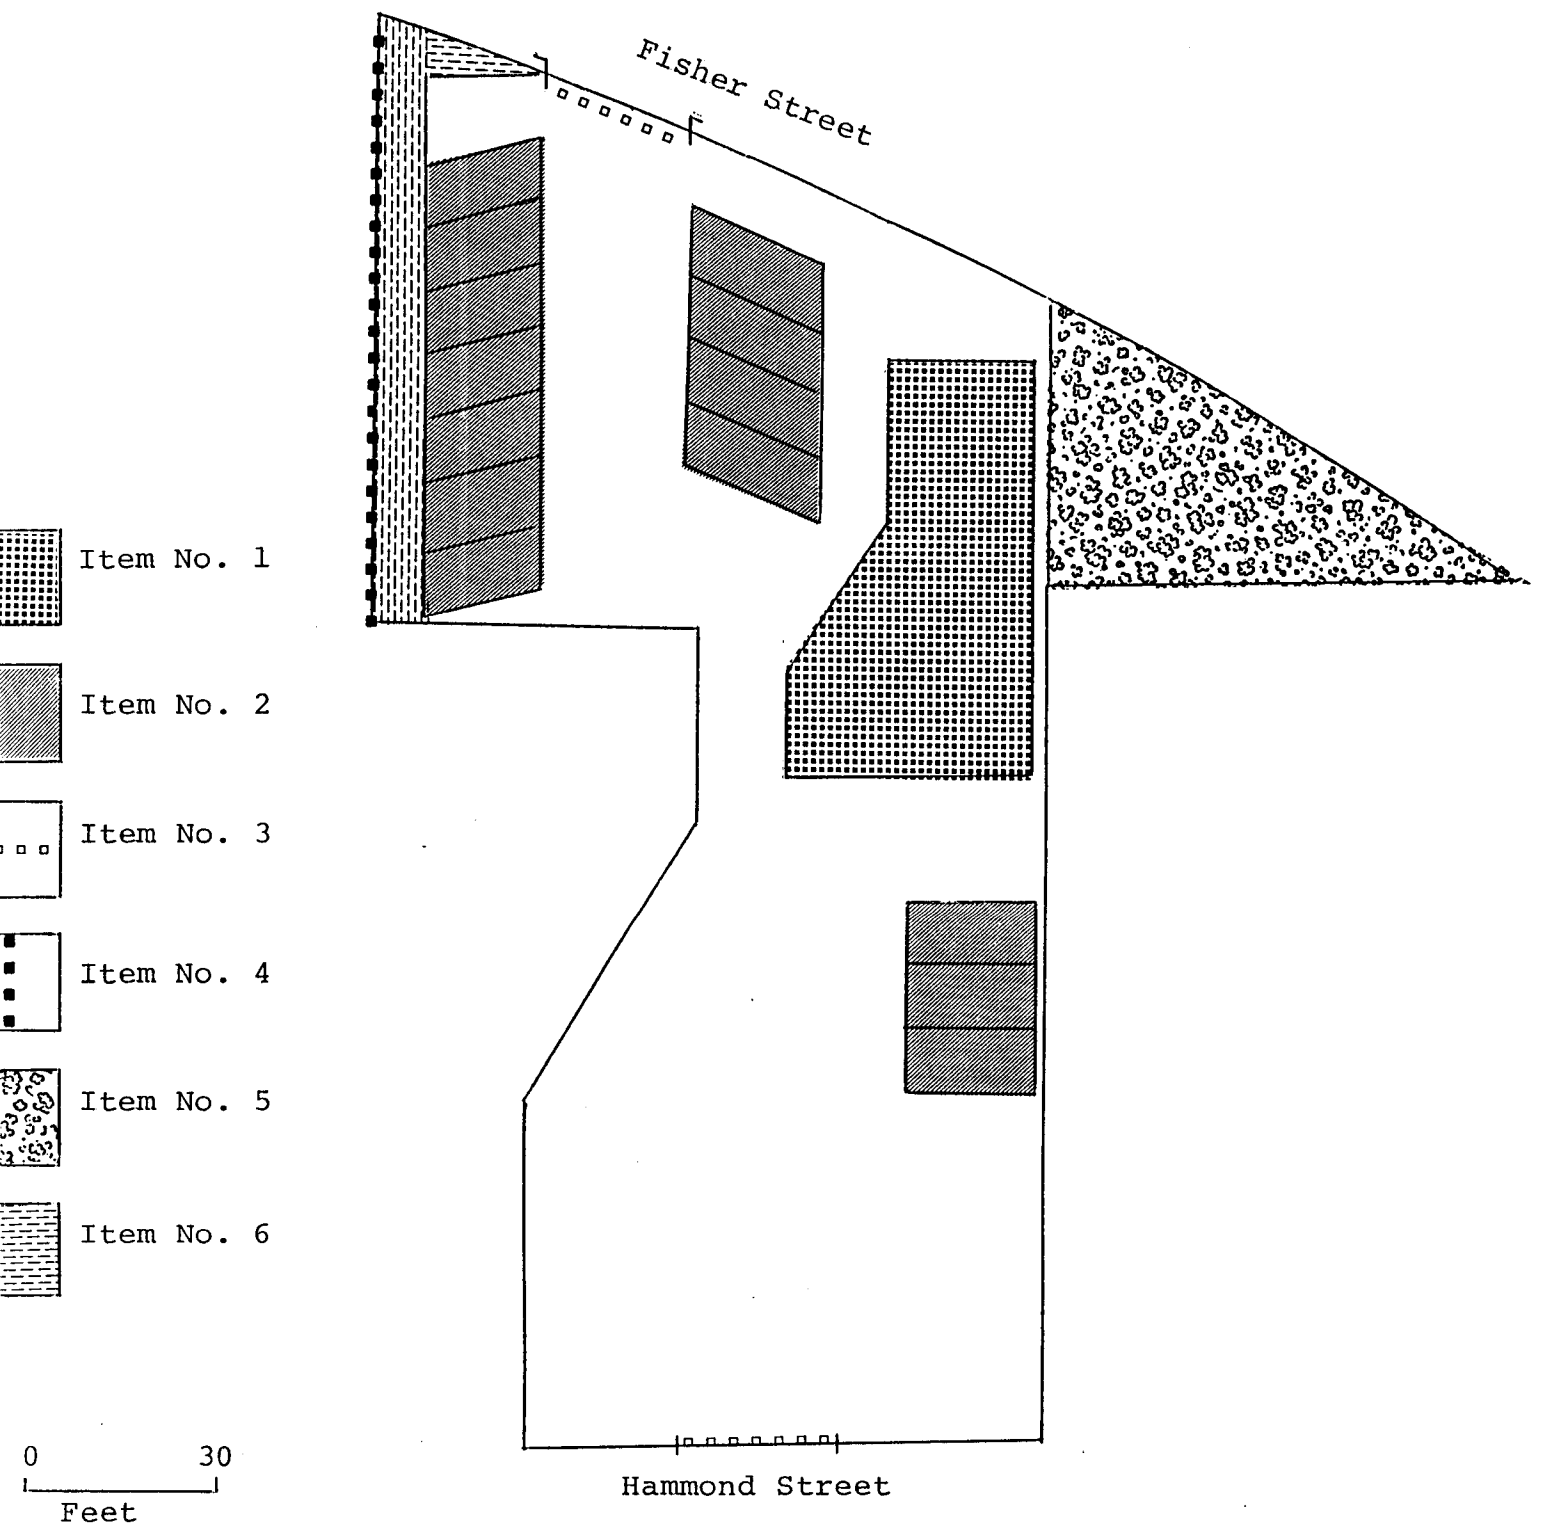 Fisher Street
Item No. 1
Item No. 2
Item No. 3
Item No. 4
Item No. 5
Item No. 6
0 30
Feet
Hammond Street